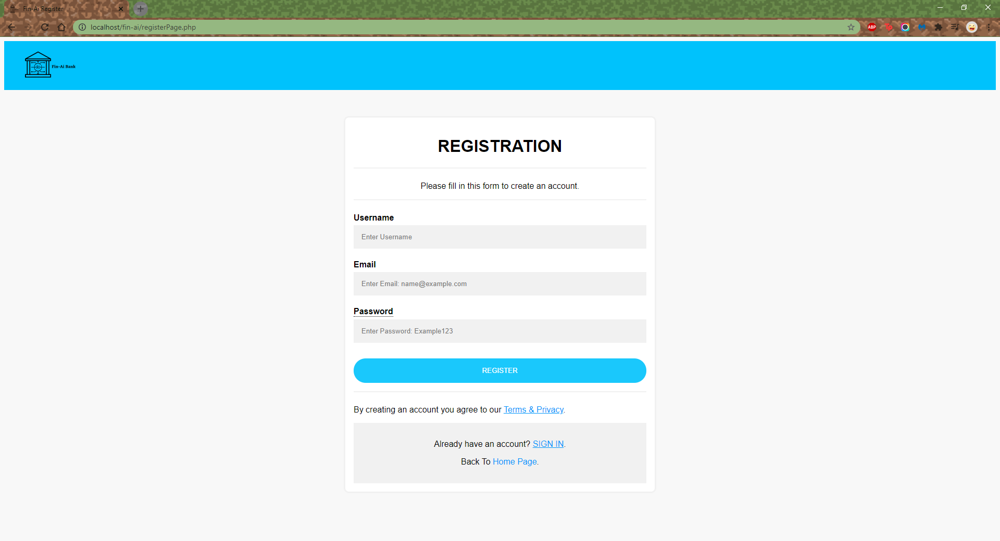 Fin-Ai Register
localhost/fin-ai/registerPage.php
ABP
AI
Fin-Ai Bank
REGISTRATION
Please fill in this form to create an account.
Username
Enter Username
Email
Enter Email: name@example.com
Password
Enter Password: Example123
REGISTER
By creating an account you agree to our Terms & Privacy.
Already have an account? SIGN IN.
Back To Home Page.